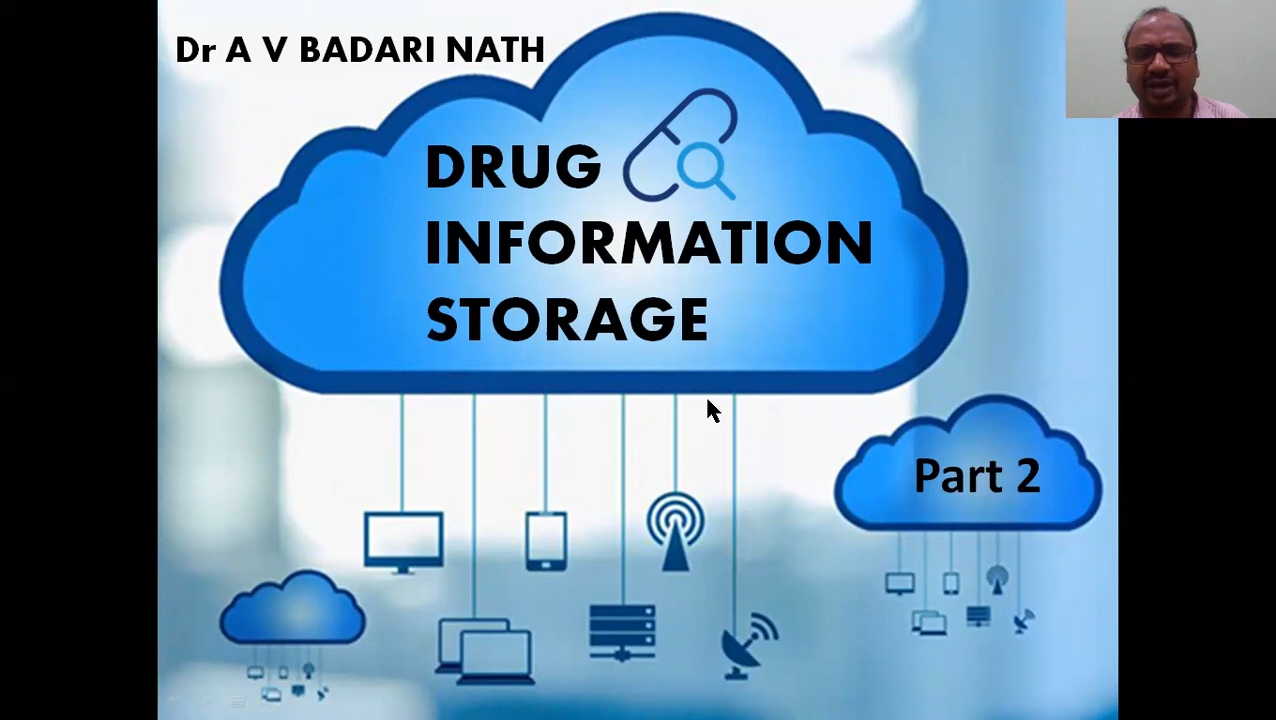 Dr A V BADARI NATH
DRUG
INFORMATION
STORAGE
Part 2